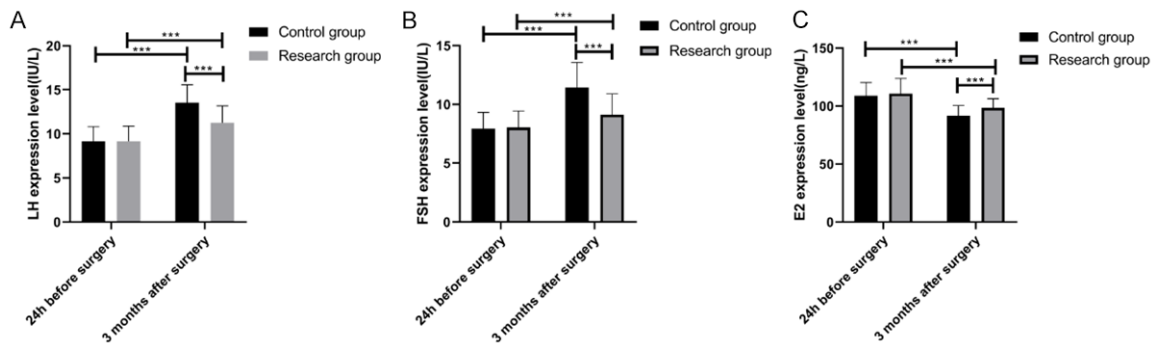 A
***
***
***
Control group
Research group
LH expression level(IU/L)
20
15
10
5
0
24h before surgery
3 months after surgery
B
***
***
***
Control group
Research group
FSH expression level(IU/L)
15
10
5
0
24h before surgery
3 months after surgery
C
***
***
***
Control group
Research group
E2 expression level(ng/L)
150
100
50
0
24h before surgery
3 months after surgery